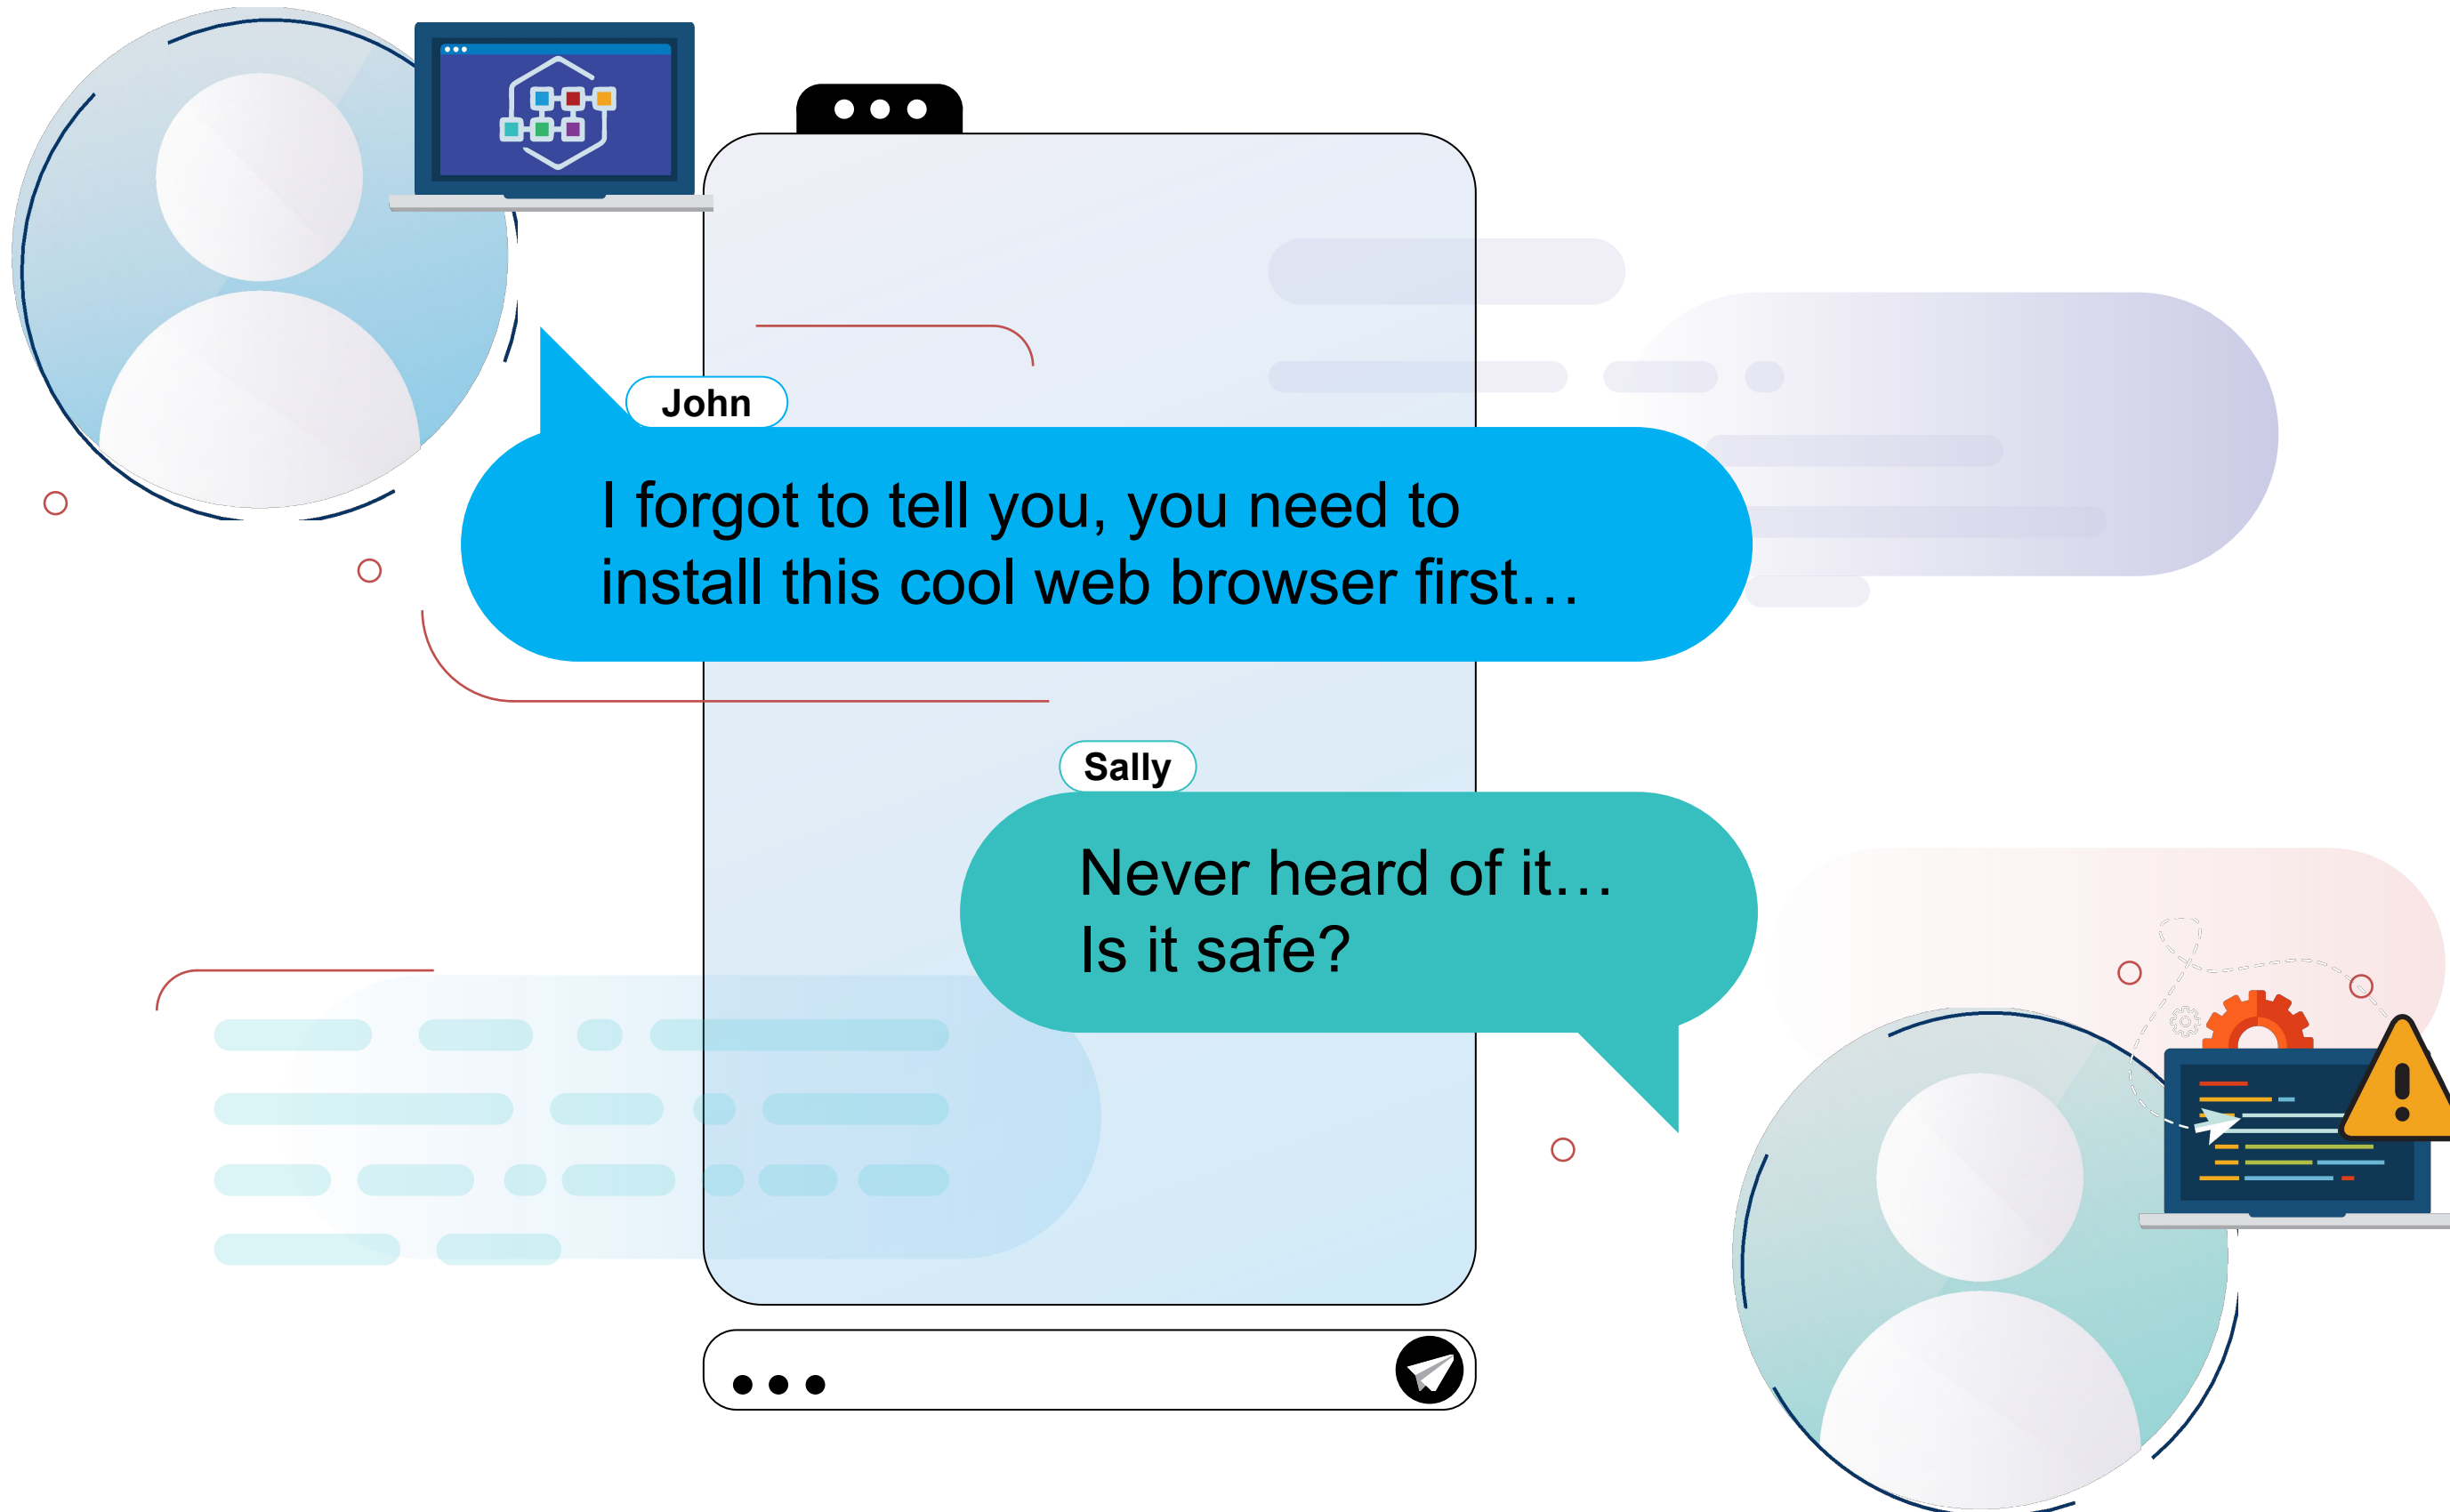 John
I forgot to tell you, you need to
install this cool web browser first…
Sally
Never heard of it…
Is it safe?